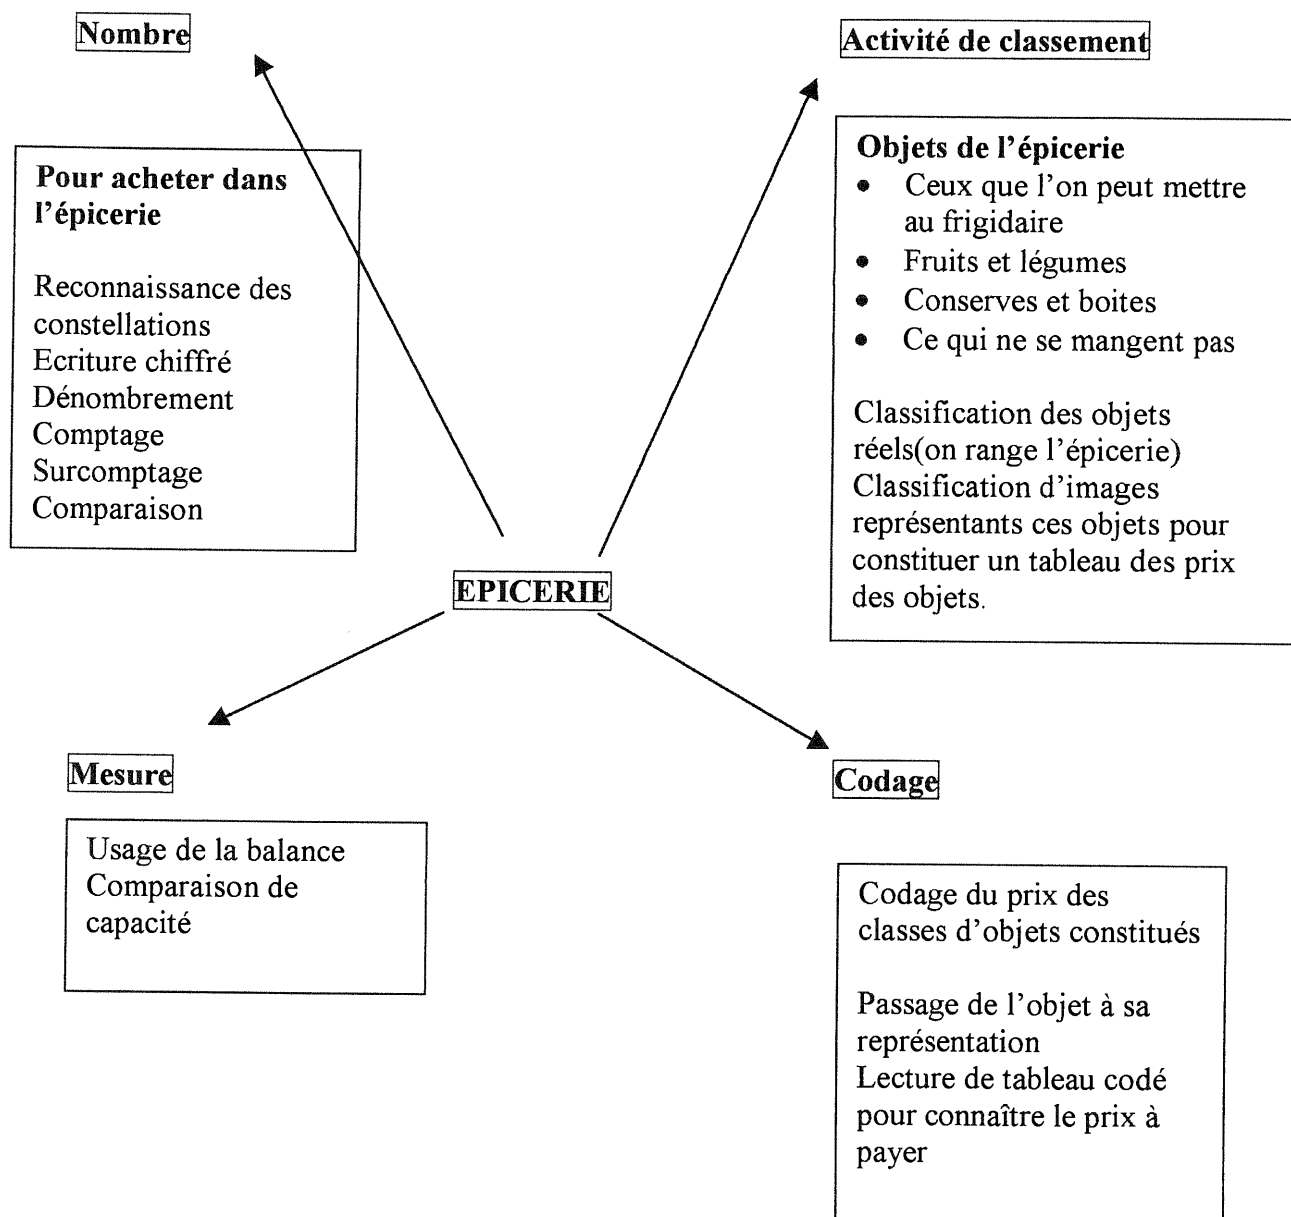 Nombre
Activité de classement
Pour acheter dans
l'épicerie
Reconnaissance des
constellations
Ecriture chiffré
Dénombrement
Comptage
Surcomptage
Comparaison
Objets de l'épicerie
• Ceux que l'on peut mettre
au frigidaire
• Fruits et légumes
• Conserves et boites
• Ce qui ne se mangent pas
Classification des objets
réels(on range l'épicerie)
Classification d'images
représentants ces objets pour
constituer un tableau des prix
des objets.
EPICERIE
Mesure
Usage de la balance
Comparaison de
capacité
Codage
Codage du prix des
classes d'objets constitués
Passage de l'objet à sa
représentation
Lecture de tableau codé
pour connaître le prix à
payer